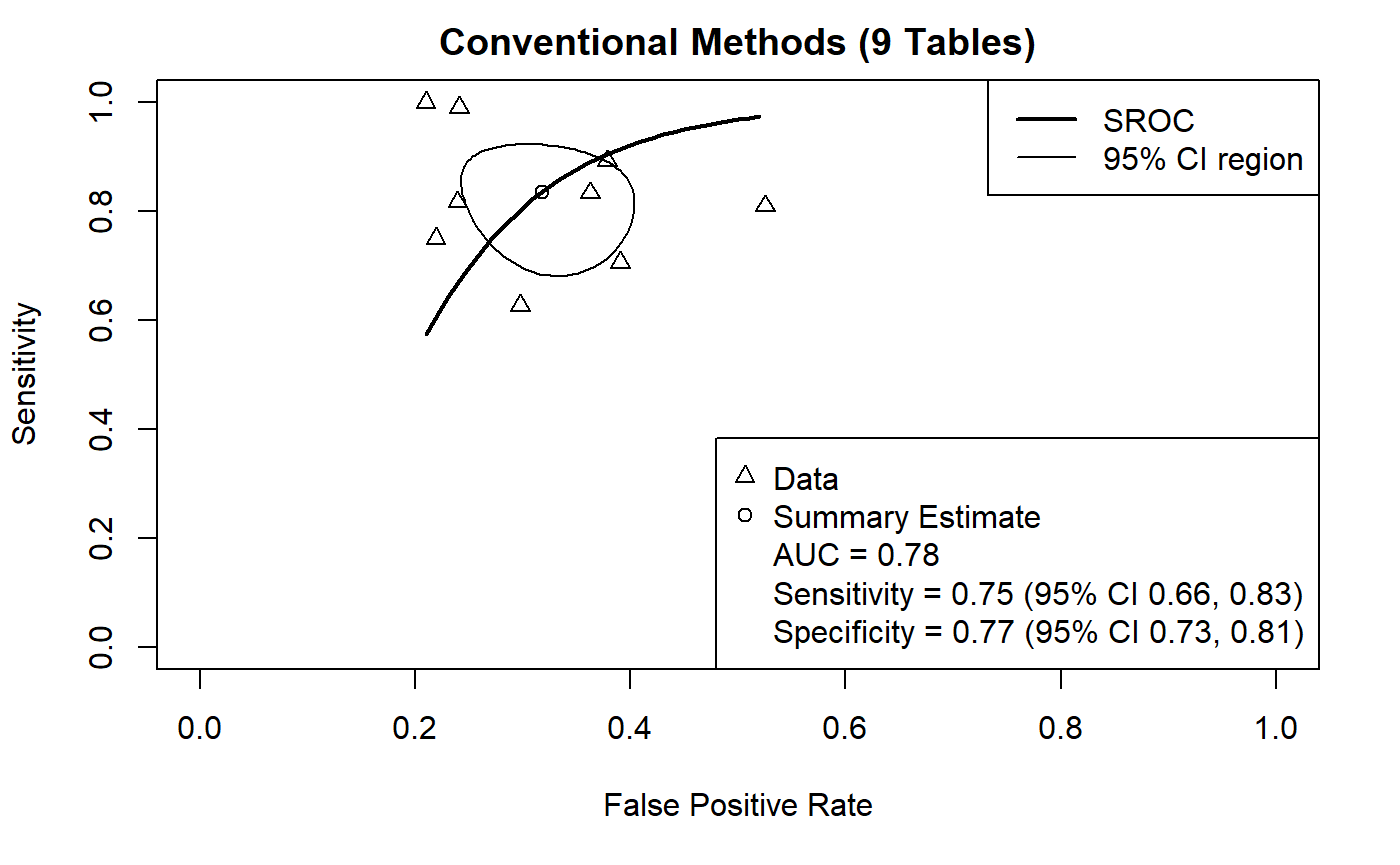 Conventional Methods (9 Tables)
SROC
95% CI region
Sensitivity
1.0
0.8
0.6
0.4
0.2
0.0
Data
Summary Estimate
AUC = 0.78
Sensitivity = 0.75 (95% CI 0.66, 0.83)
Specificity = 0.77 (95% CI 0.73, 0.81)
0.0 0.2 0.4 0.6 0.8 1.0
False Positive Rate